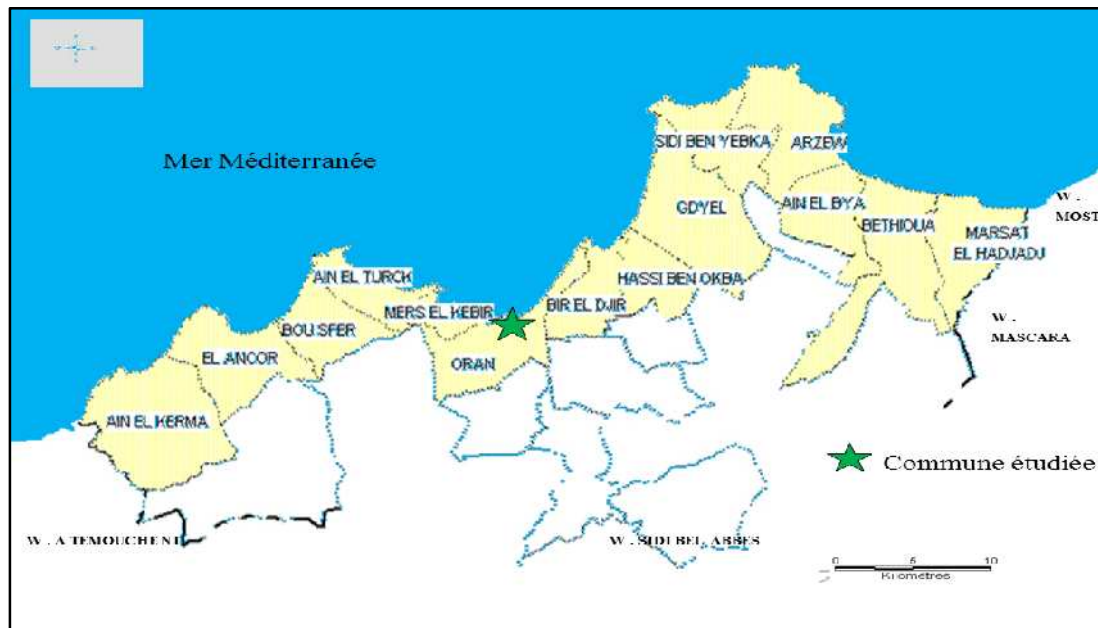 Mer Méditerranée
SIDI BEN YEBKA
ARZEW
GDYEL
AIN EL BYA
BETHIOUA
W .
MOST
MARSAT
EL HADJADJ
AIN EL TURCK
HASSI BEN OKBA
MERS EL KEBIR
BIR EL DJIR
BOUSFER
W .
MASCARA
EL ANCOR
ORAN
AIN EL KERMA
Commune étudiée
W . A TEMOUCHENT
W . SIDI BEL ABBES
0 5 10
Kilomètres